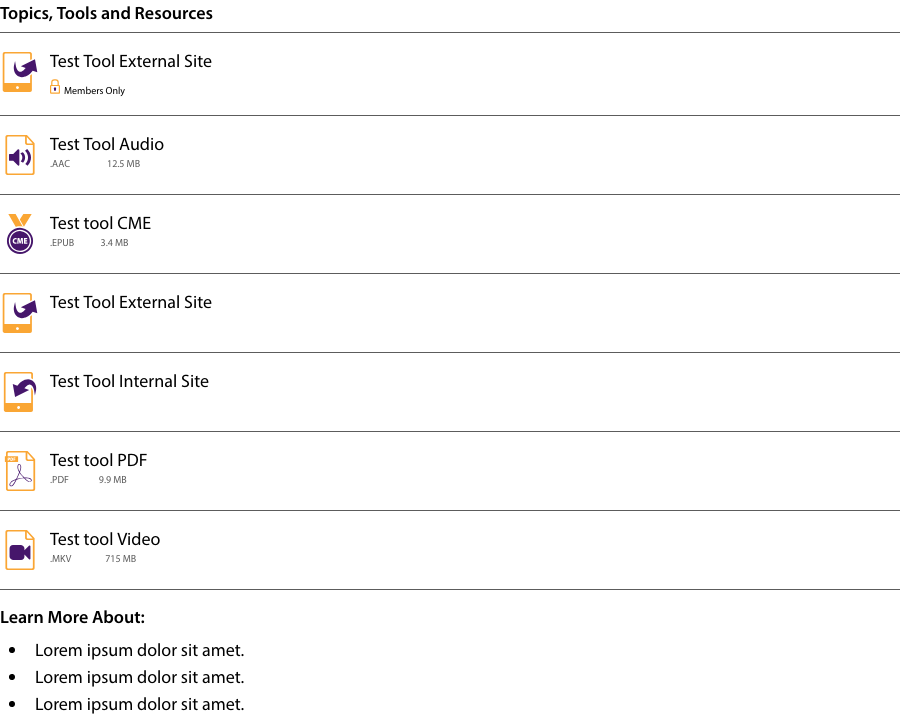 Topics, Tools and Resources
Test Tool External Site
Members Only
Test Tool Audio
.AAC 12.5 MB
Test tool CME
CME
.EPUB 3.4 MB
Test Tool External Site
Test Tool Internal Site
Test tool PDF
PDF
.PDF 9.9 MB
Test tool Video
.MKV 715 MB
Learn More About:
• Lorem ipsum dolor sit amet.
• Lorem ipsum dolor sit amet.
• Lorem ipsum dolor sit amet.